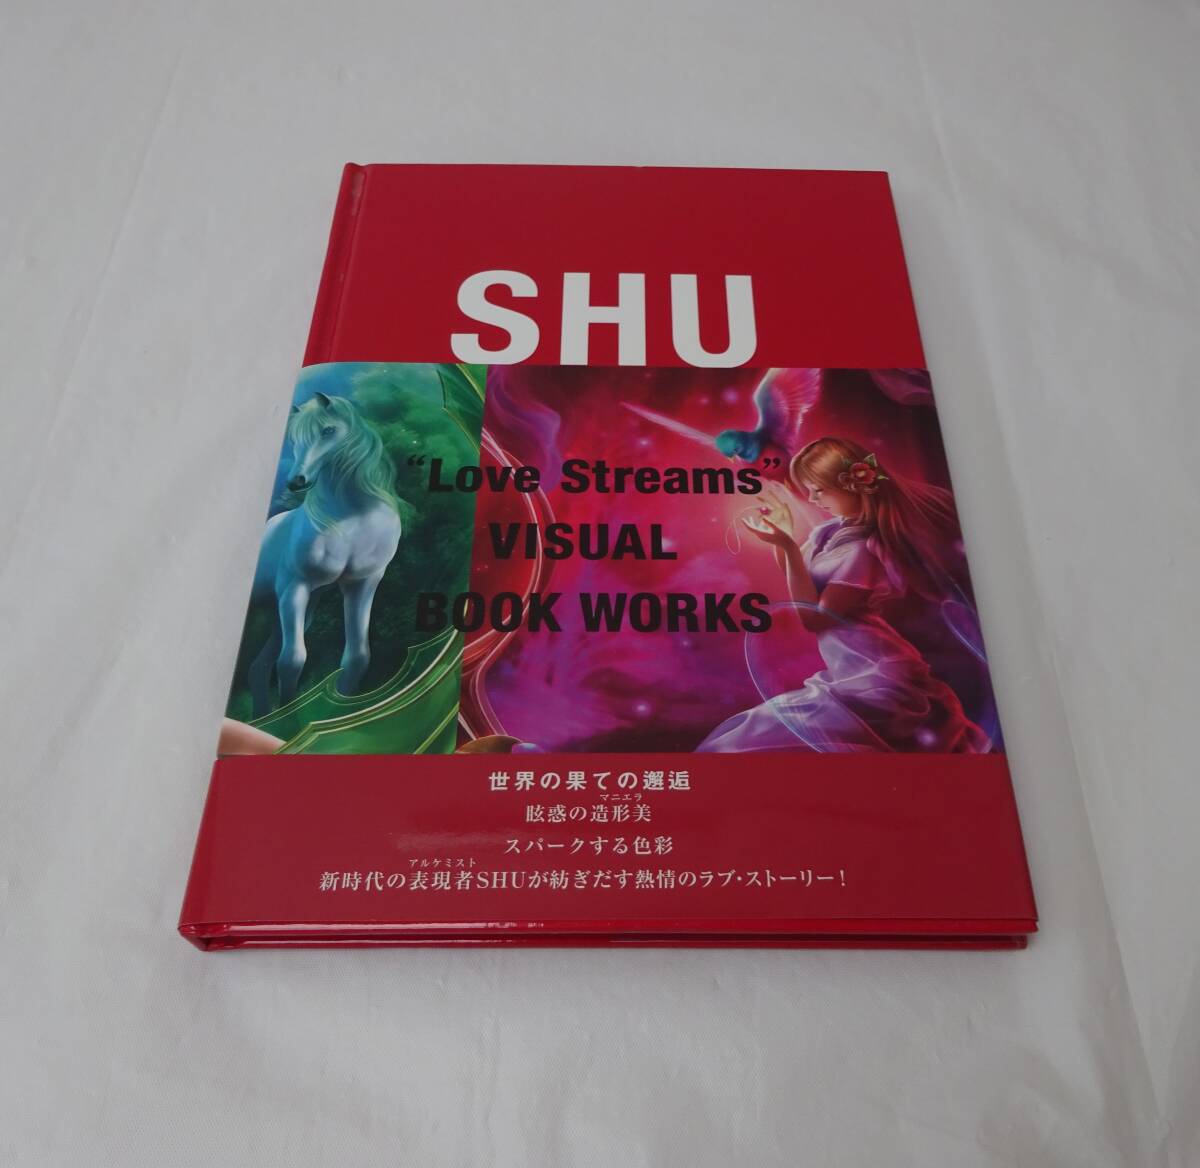 SHU
“Love Streams”
VISUAL
BOOK WORKS
世界の果ての邂逅
マニエラ
眩惑の造形美
スパークする色彩
アルケミスト
新時代の表現者SHUが紡ぎだす熱情のラブ・ストーリー!